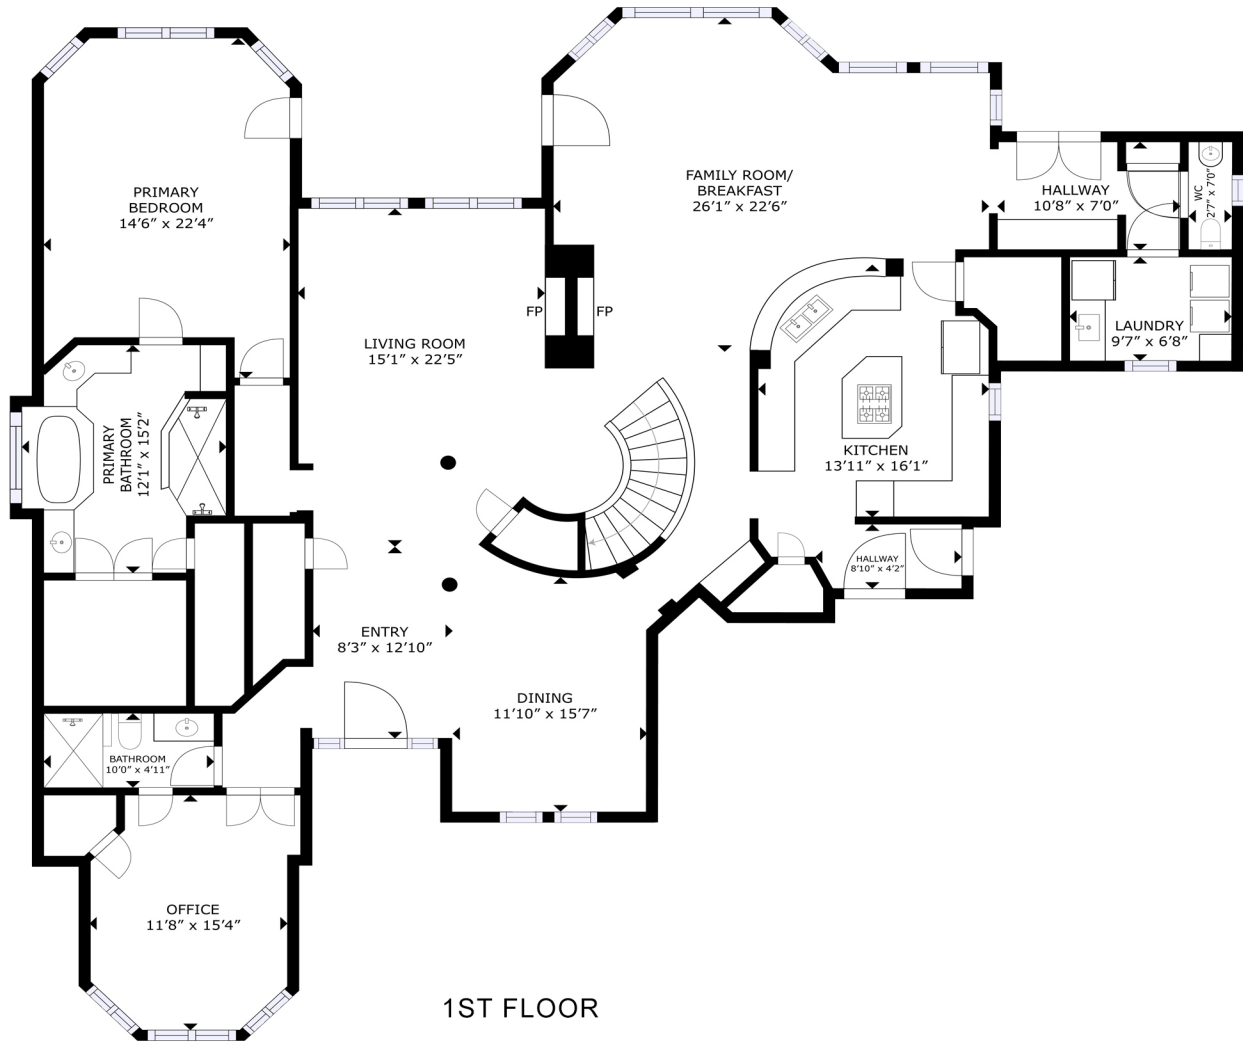 PRIMARY
BEDROOM
14’6” x 22’4”
FAMILY ROOM/
BREAKFAST
26’1” x 22’6”
HALLWAY
10’8” x 7’0”
WC
2’7” x 7’0”
FP
FP
LIVING ROOM
15’1” x 22’5”
LAUNDRY
9’7” x 6’8”
PRIMARY
BATHROOM
12’1” x 15’2”
KITCHEN
13’11” x 16’1”
HALLWAY
8’10” x 4’2”
ENTRY
8’3” x 12’10”
DINING
11’10” x 15’7”
BATHROOM
10’0” x 4’11”
OFFICE
11’8” x 15’4”
1ST FLOOR